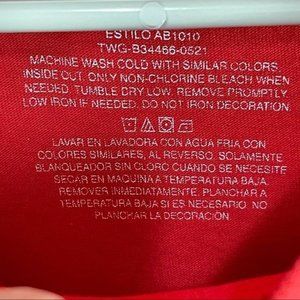 ESTILO AB1010
TWG-B34466-0521
MACHINE WASH COLD WITH SIMILAR COLORS
INSIDE OUT. ONLY NON-CHLORINE BLEACH WHEN
NEEDED. TUMBLE DRY LOW. REMOVE PROMPTLY.
LOW IRON IF NEEDED. DO NOT IRON DECORATION.
LAVAR EN LAVADORA CON AGUA FRIA CON
COLORES SIMILARES, AL REVERSO. SOLAMENTE
BLANQUEADOR SIN CLORO CUANDO SE NECESITE
SECAR EN MAQUINA A TEMPERATURA BAJA.
REMOVER INMEDIATAMENTE. PLANCHAR A
TEMPERATURA BAJA SI ES NECESARIO. NO
PLANCHAR LA DECORACIÓN.